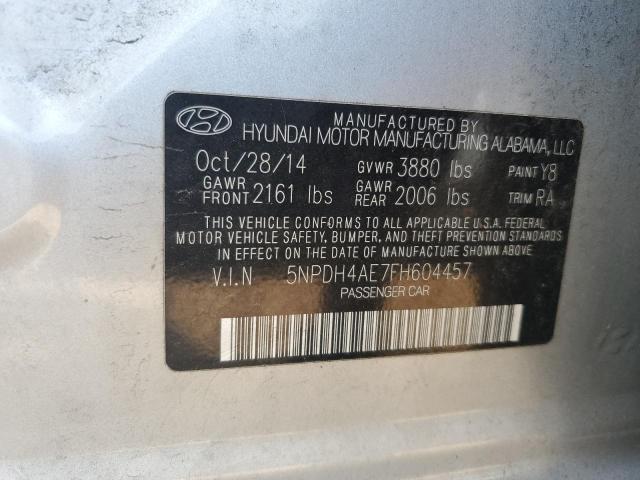 MANUFACTURED BY
HYUNDAI MOTOR MANUFACTURING ALABAMA, LLC
Oct/28/14 GVWR 3880 lbs PAINT Y8
GAWR FRONT 2161 lbs GAWR REAR 2006 lbs TRIM RA
THIS VEHICLE CONFORMS TO ALL APPLICABLE U.S.A. FEDERAL
MOTOR VEHICLE SAFETY, BUMPER, AND THEFT PREVENTION STANDARDS
IN EFFECT ON THE DATE OF MANUFACTURE SHOWN ABOVE.
V.I.N 5NPDH4AE7FH604457
PASSENGER CAR